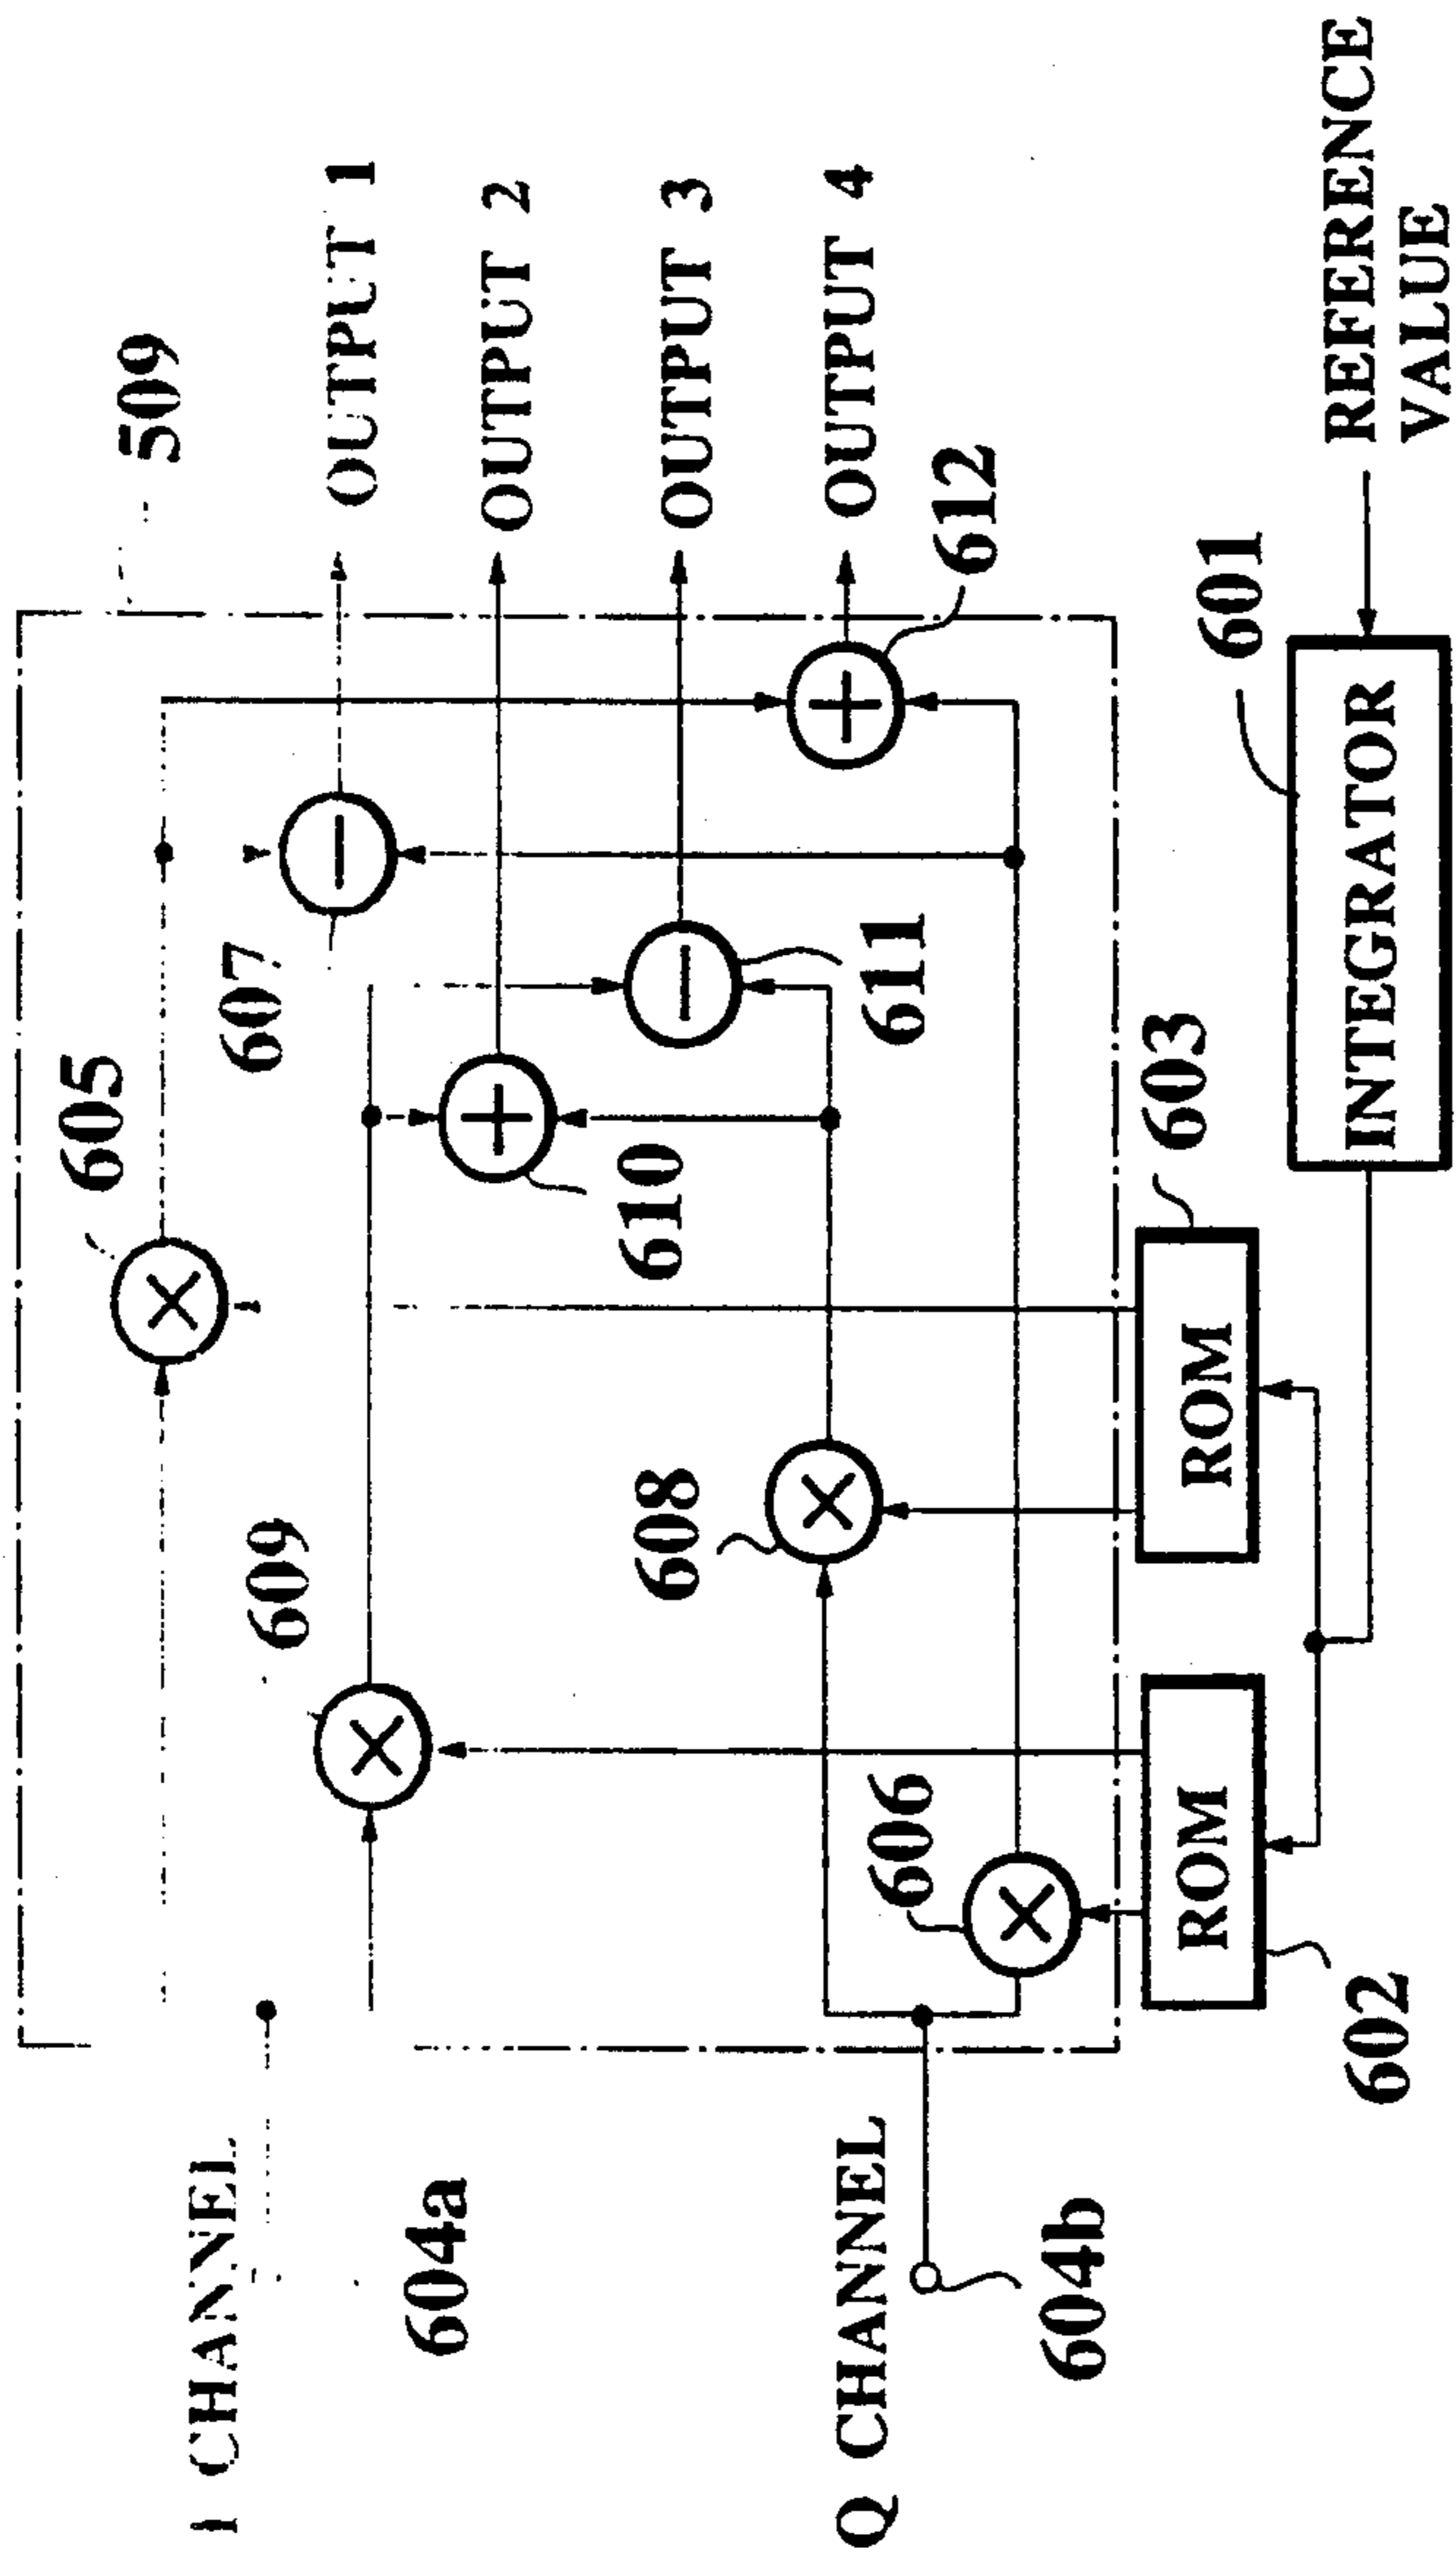 509
605
607
OUTPUT 1
OUTPUT 2
OUTPUT 3
OUTPUT 4
609
610
611
612
608
606
I CHANNEL
604a
Q CHANNEL
604b
ROM
602
ROM
603
INTEGRATOR
601
REFERENCE
VALUE